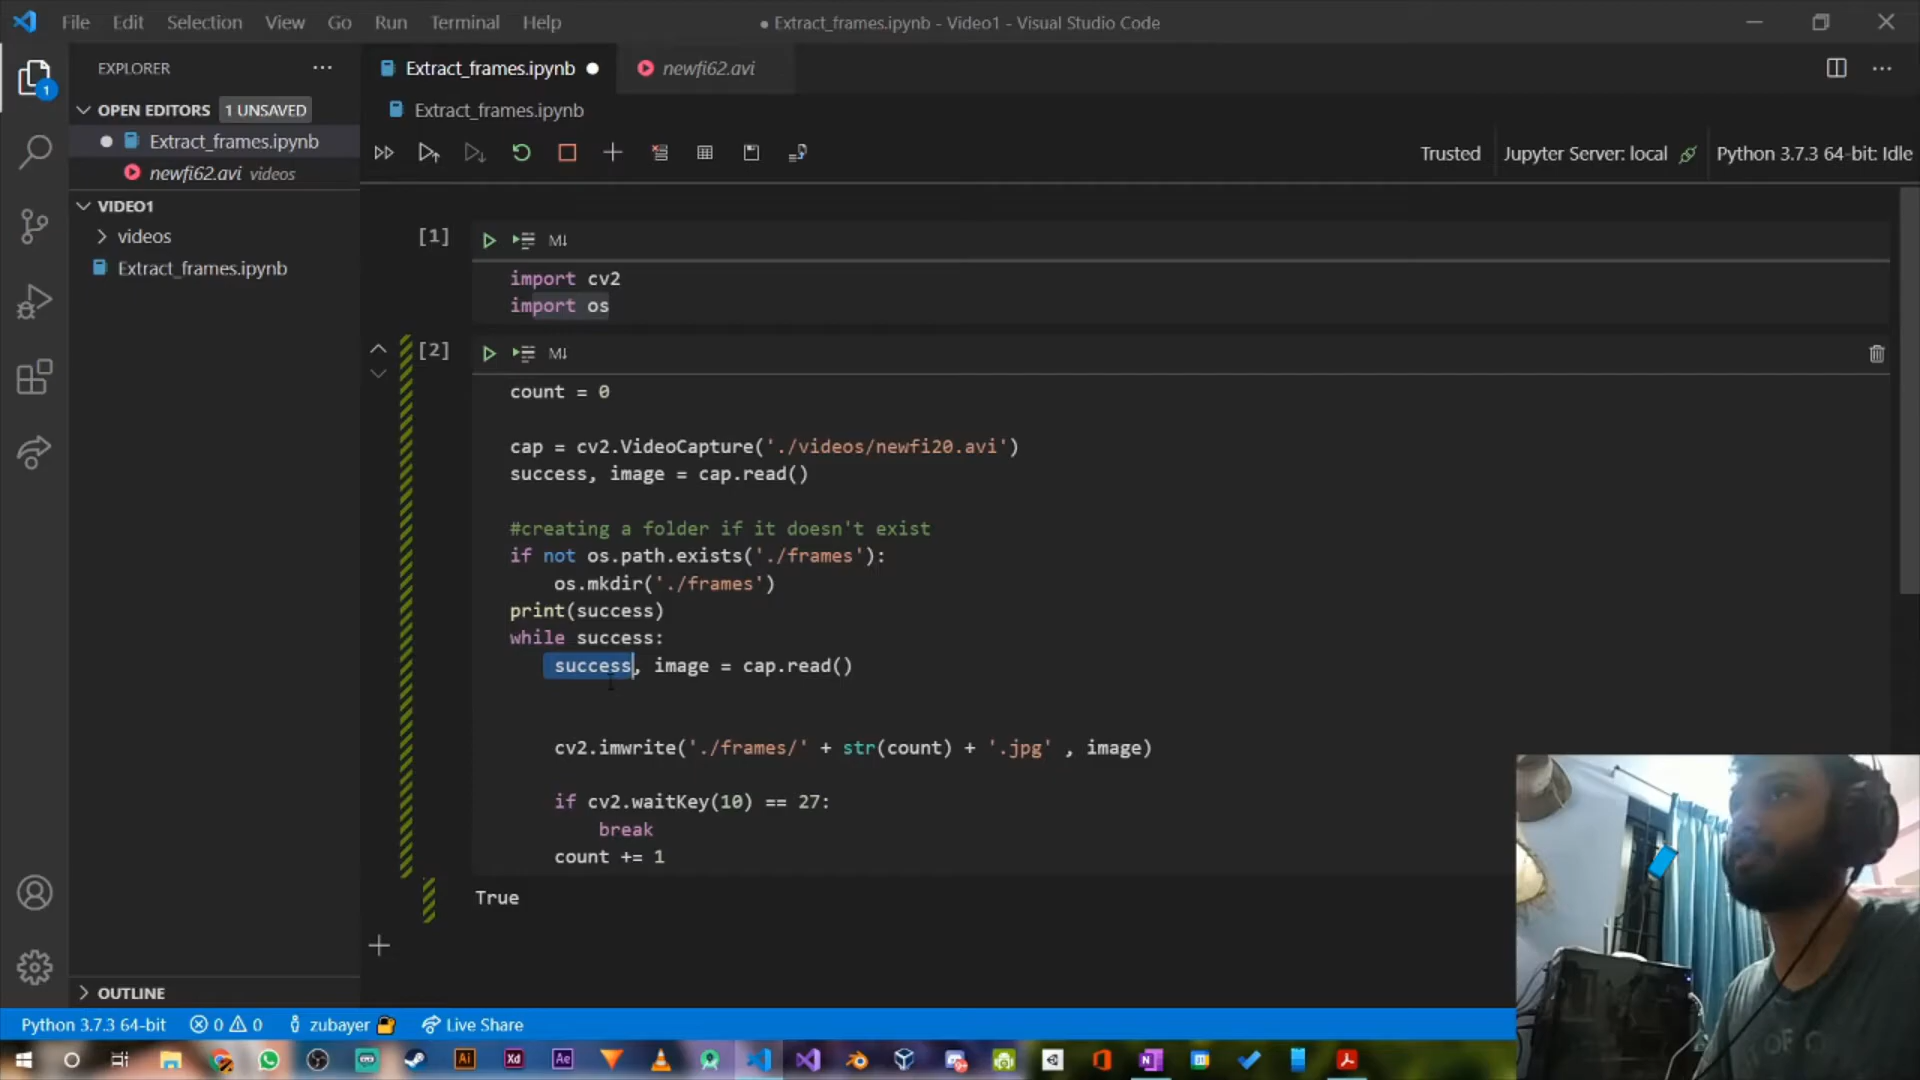 File Edit Selection View Go Run Terminal Help
● Extract_frames.ipynb - Video1 - Visual Studio Code
EXPLORER
Extract_frames.ipynb
newfi62.avi
OPEN EDITORS 1 UNSAVED
Extract_frames.ipynb
Extract_frames.ipynb
newfi62.avi videos
1
VIDEO1
videos
Extract_frames.ipynb
Trusted Jupyter Server: local Python 3.7.3 64-bit: Idle
[1] M↓
import cv2
import os
[2] M↓
count = 0
cap = cv2.VideoCapture('./videos/newfi20.avi')
success, image = cap.read()
#creating a folder if it doesn't exist
if not os.path.exists('./frames'):
os.mkdir('./frames')
print(success)
while success:
success, image = cap.read()
cv2.imwrite('./frames/' + str(count) + '.jpg' , image)
if cv2.waitKey(10) == 27:
break
count += 1
True
OUTLINE
Python 3.7.3 64-bit 0 0 zubayer Live Share
Ai Xd Ae N